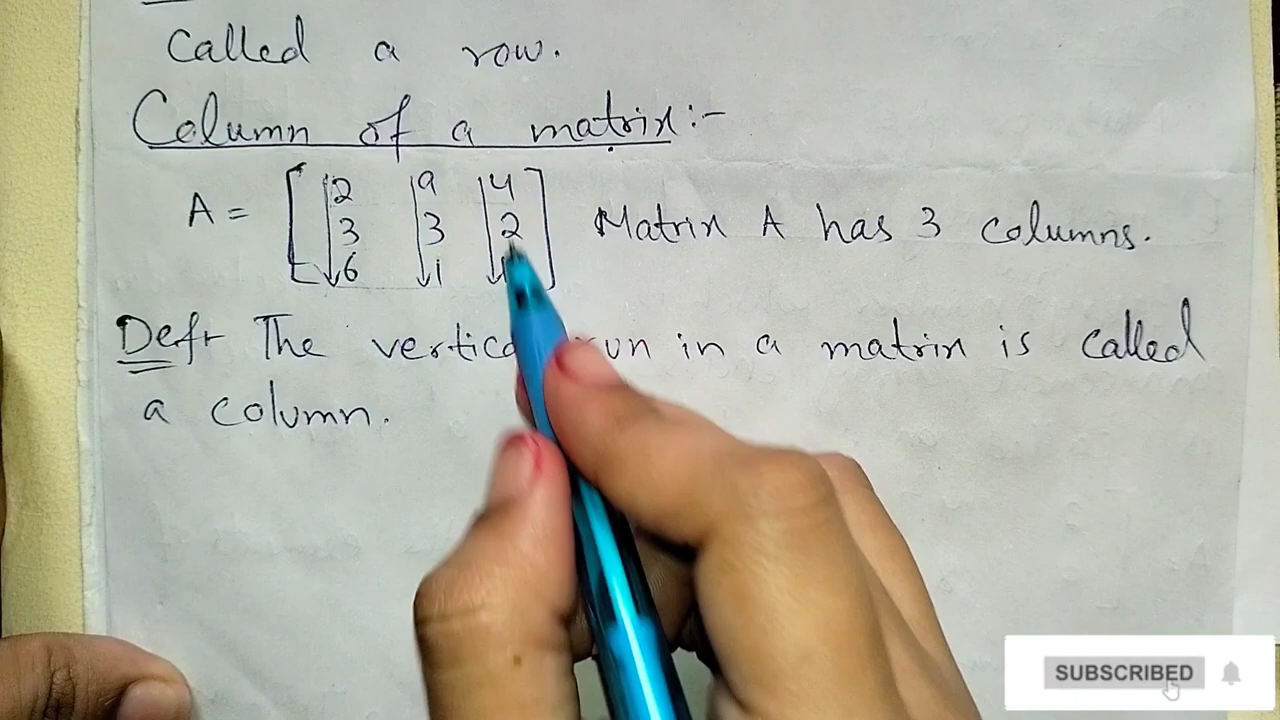 Called a row.
Column of a matrix:-
A = [2 9 4
3 3 2
6 1 ] Matrix A has 3 columns.
Def:- The run in a matrix is called
a column.
SUBSCRIBED